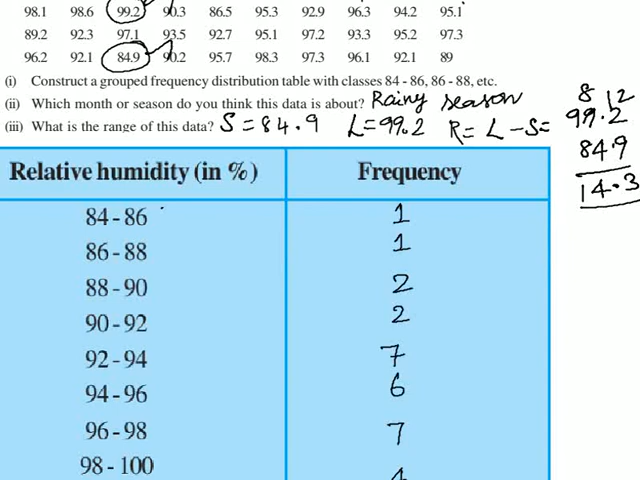 98.1 98.6 99.2 90.3 86.5 95.3 92.9 96.3 94.2 95.1
89.2 92.3 97.1 93.5 92.7 95.1 97.2 93.3 95.2 97.3
96.2 92.1 84.9 90.2 95.7 98.3 97.3 96.1 92.1 89
(i) Construct a grouped frequency distribution table with classes 84 - 86, 86 - 88, etc.
(ii) Which month or season do you think this data is about? Rainy season
(iii) What is the range of this data? S = 84.9 L = 99.2 R = L - S =
8 12
99.2
84.9
14.3
Relative humidity (in %) Frequency
84 - 86 1
86 - 88 1
88 - 90 2
90 - 92 2
92 - 94 7
94 - 96 6
96 - 98 7
98 - 100